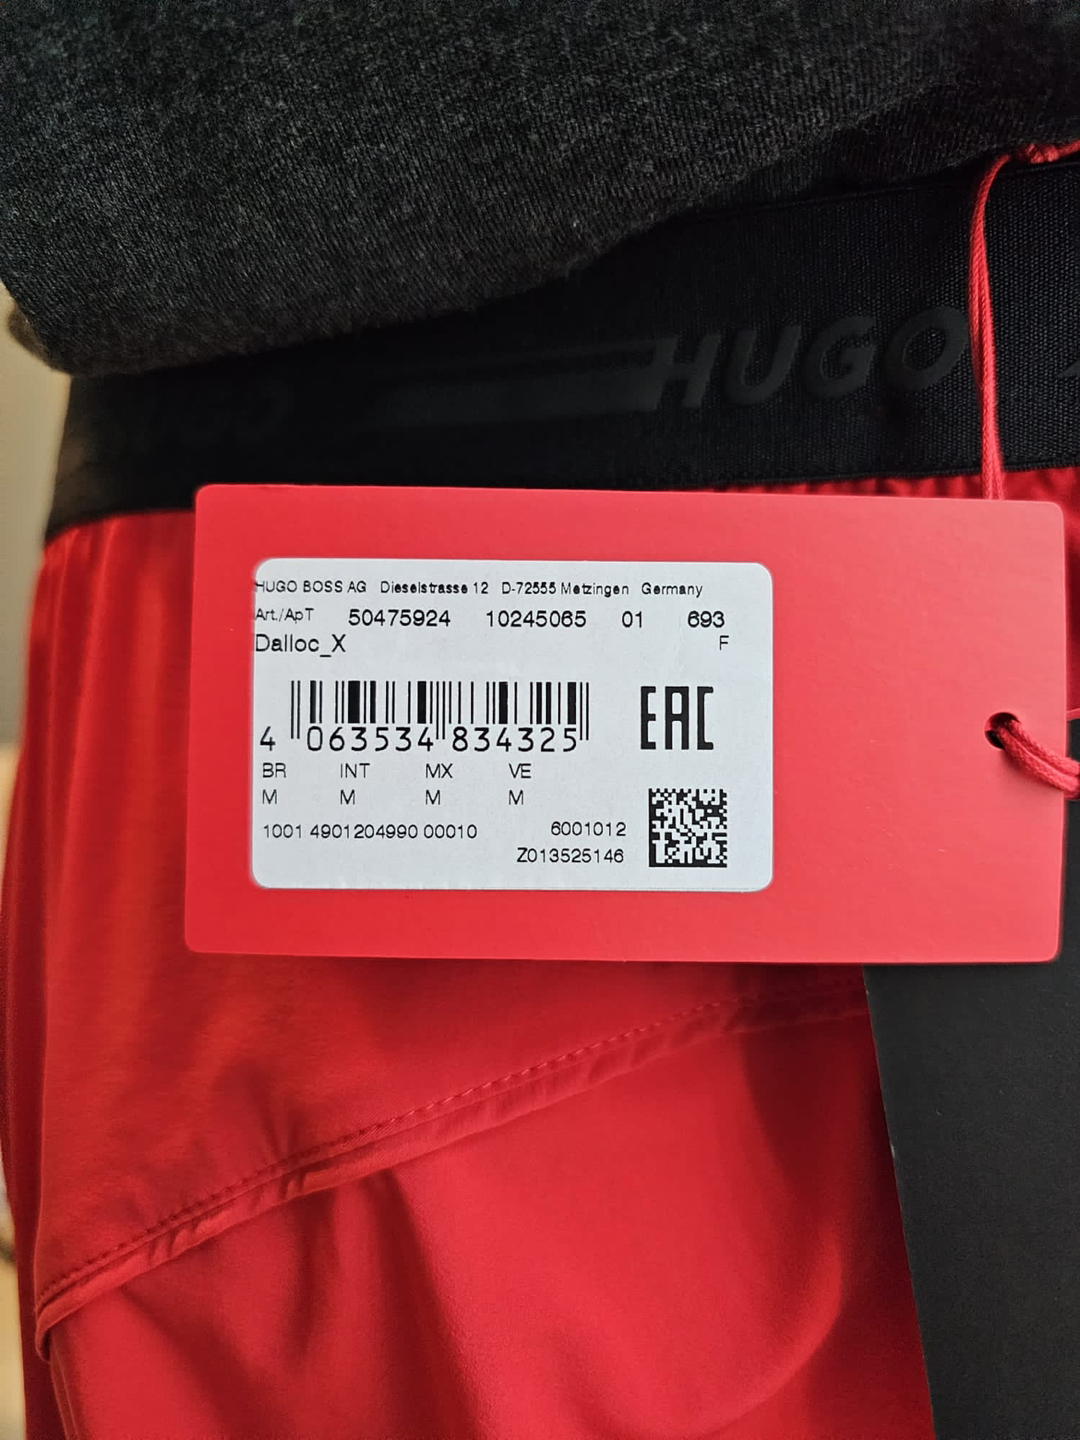 HUGO
HUGO BOSS AG Dieselstrasse 12 D-72555 Metzingen Germany
Art./ApT 50475924 10245065 01 693
Dalloc_X F
EAC
4 063534 834325
BR INT MX VE
M M M M
1001 4901204990 00010 6001012
Z013525146